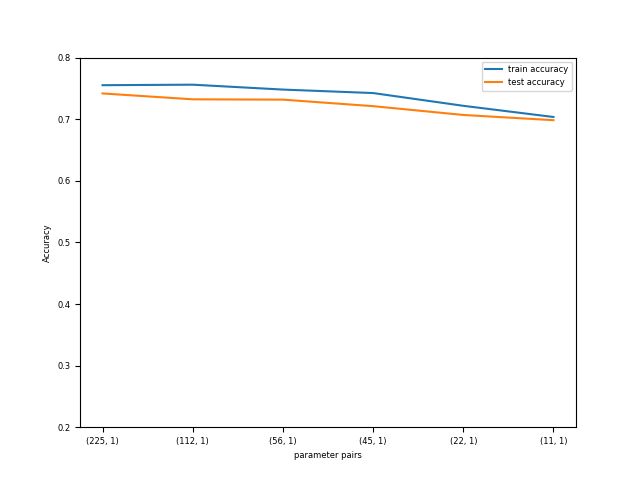 0.8
train accuracy
test accuracy
0.7
0.6
0.5
Accuracy
0.4
0.3
0.2
(225, 1) (112, 1) (56, 1) (45, 1) (22, 1) (11, 1)
parameter pairs